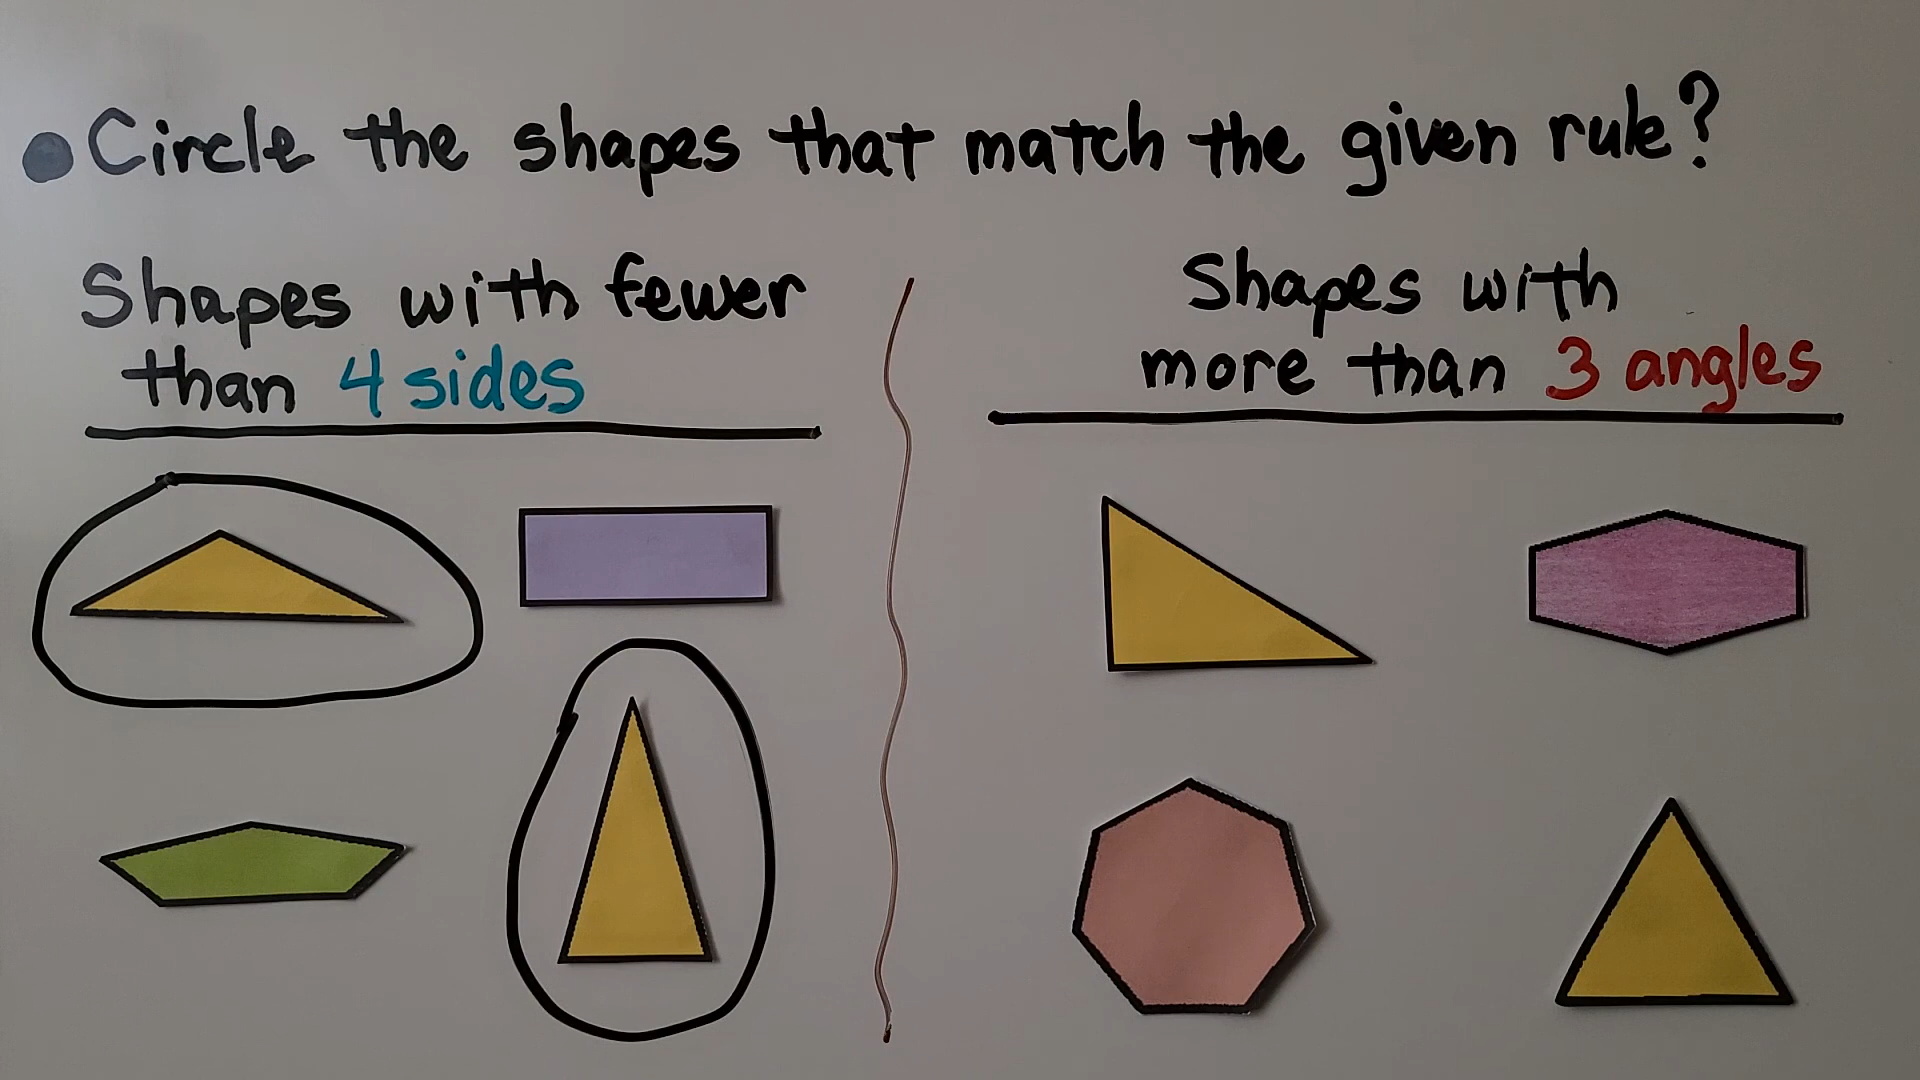 Circle the shapes that match the given rule?
Shapes with fewer
than 4 sides
Shapes with
more than 3 angles